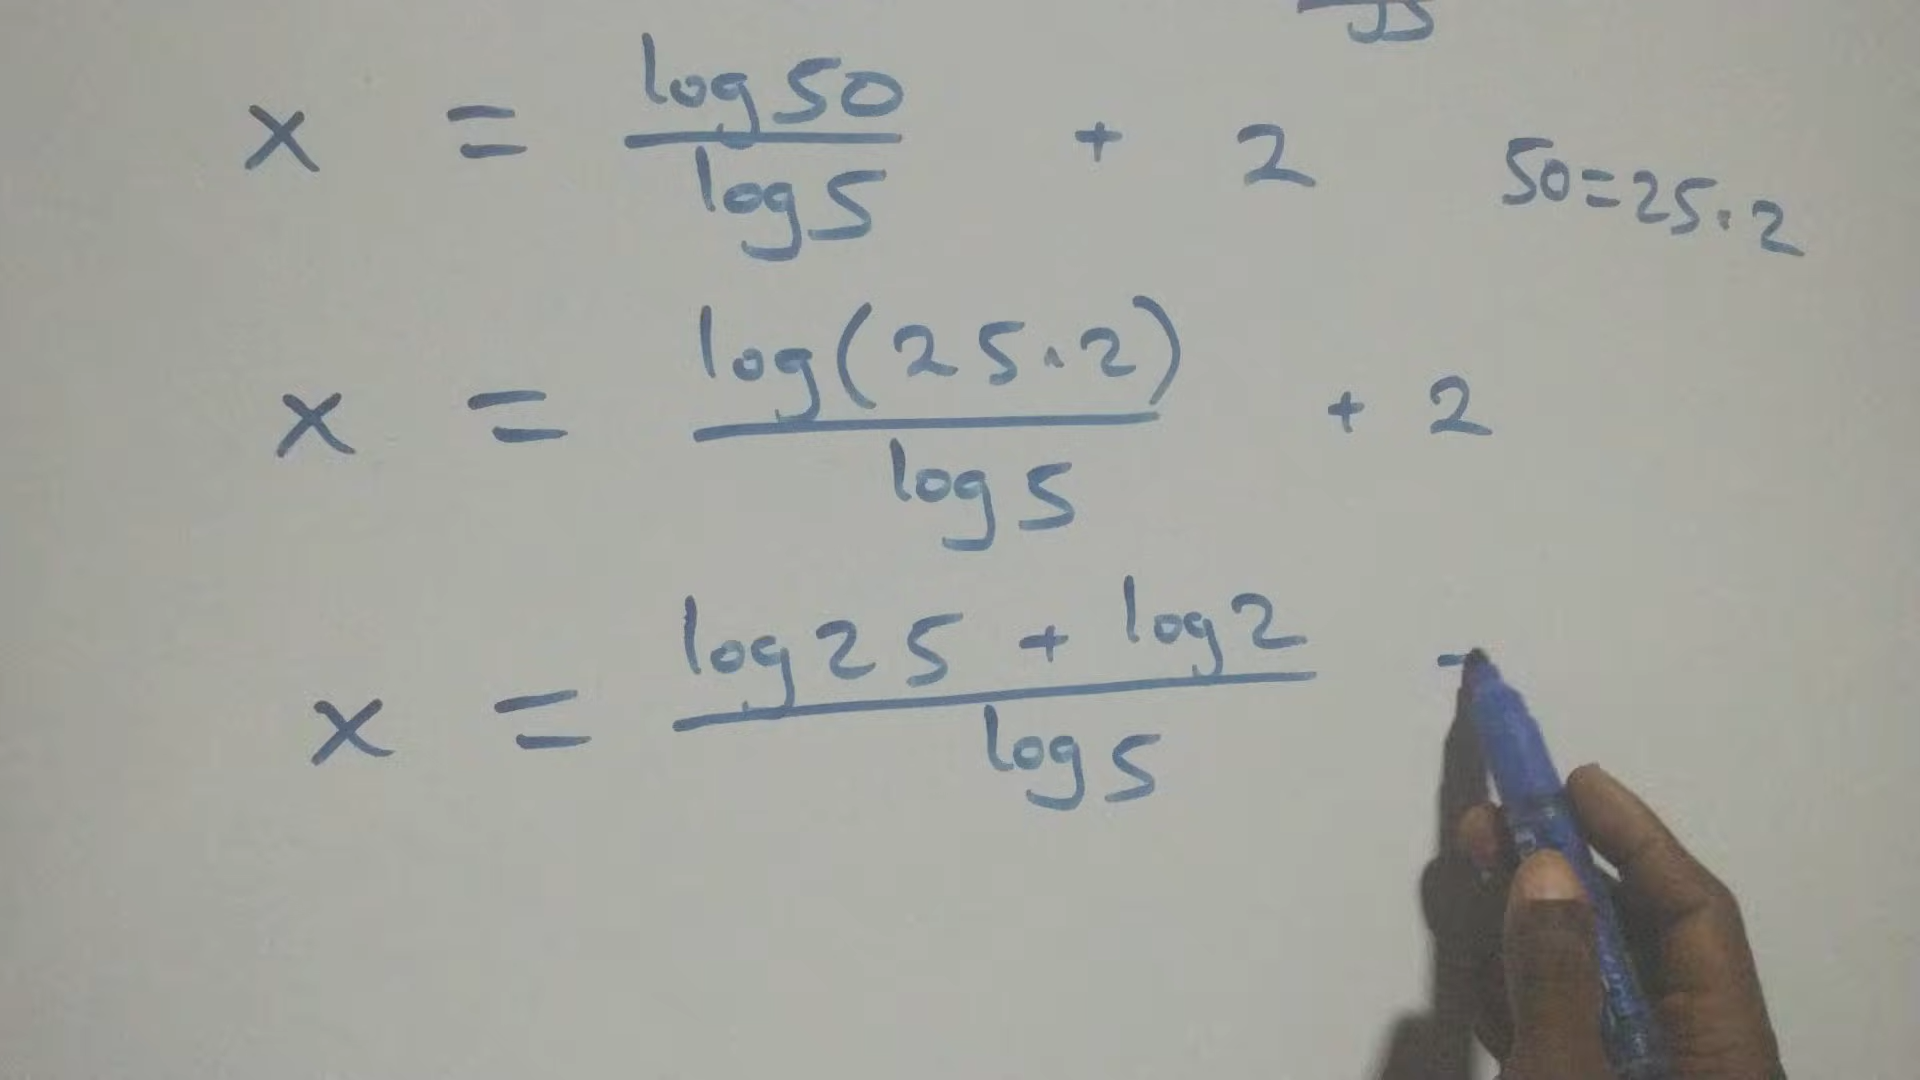 x = log50 / log5 + 2
50=25.2
x = log(25.2) / log5 + 2
x = log25 + log2 / log5